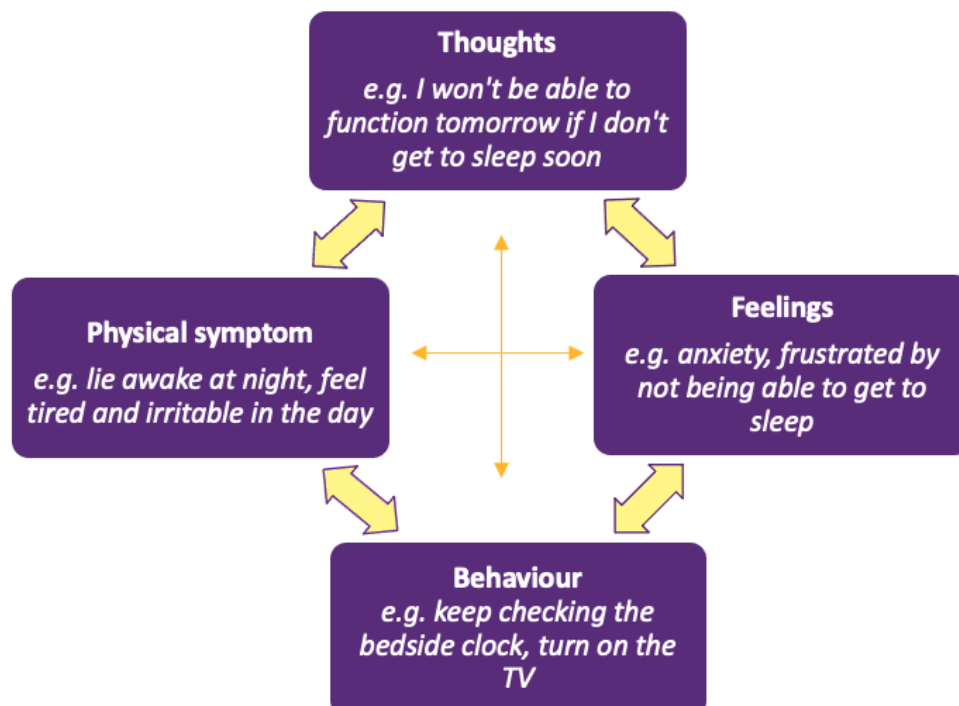 Thoughts
e.g. I won't be able to
function tomorrow if I don't
get to sleep soon
Physical symptom
e.g. lie awake at night, feel
tired and irritable in the day
Feelings
e.g. anxiety, frustrated by
not being able to get to
sleep
Behaviour
e.g. keep checking the
bedside clock, turn on the
TV